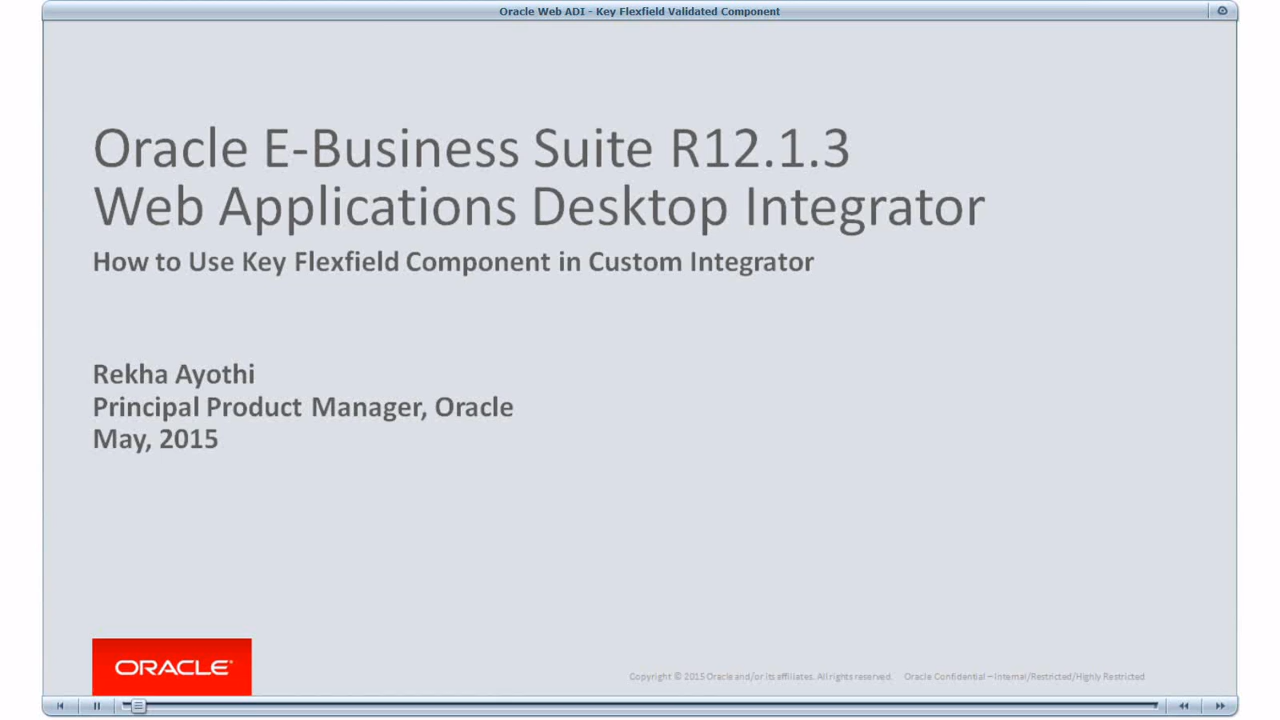 Oracle Web ADI - Key Flexfield Validated Component
Oracle E-Business Suite R12.1.3
Web Applications Desktop Integrator
How to Use Key Flexfield Component in Custom Integrator
Rekha Ayothi
Principal Product Manager, Oracle
May, 2015
ORACLE
Copyright © 2015 Oracle and/or its affiliates. All rights reserved. Oracle Confidential – Internal/Restricted/Highly Restricted